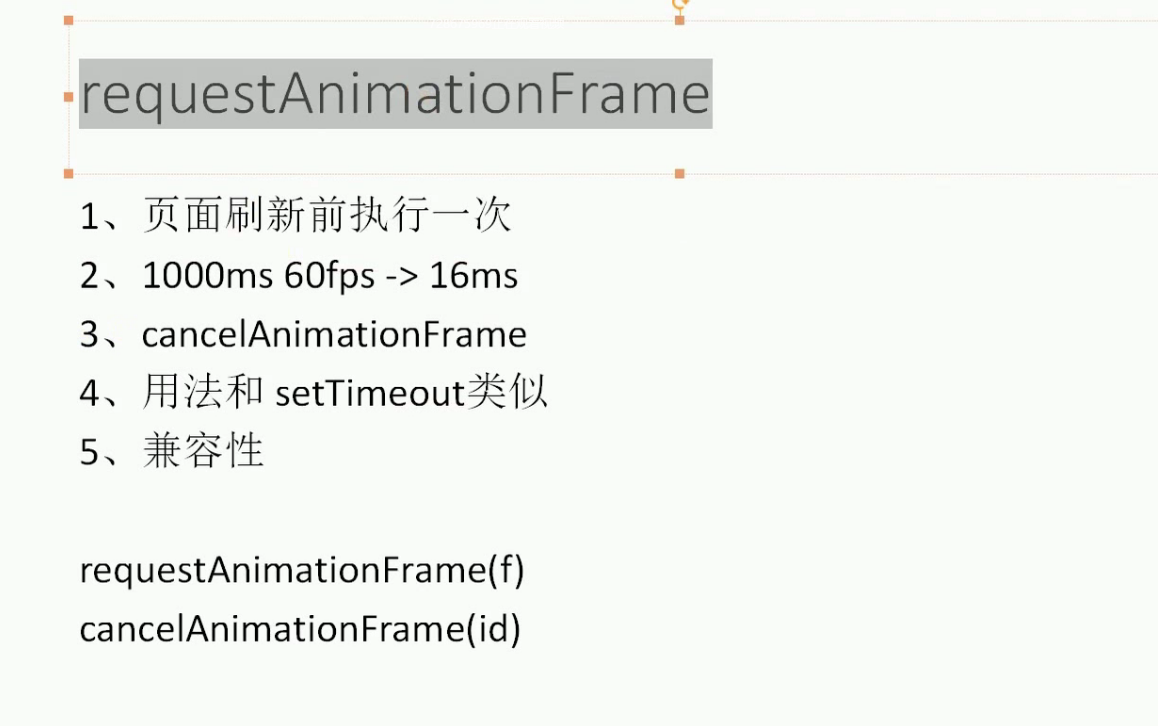 requestAnimationFrame
1、页面刷新前执行一次
2、1000ms 60fps -> 16ms
3、cancelAnimationFrame
4、用法和 setTimeout类似
5、兼容性
requestAnimationFrame(f)
cancelAnimationFrame(id)